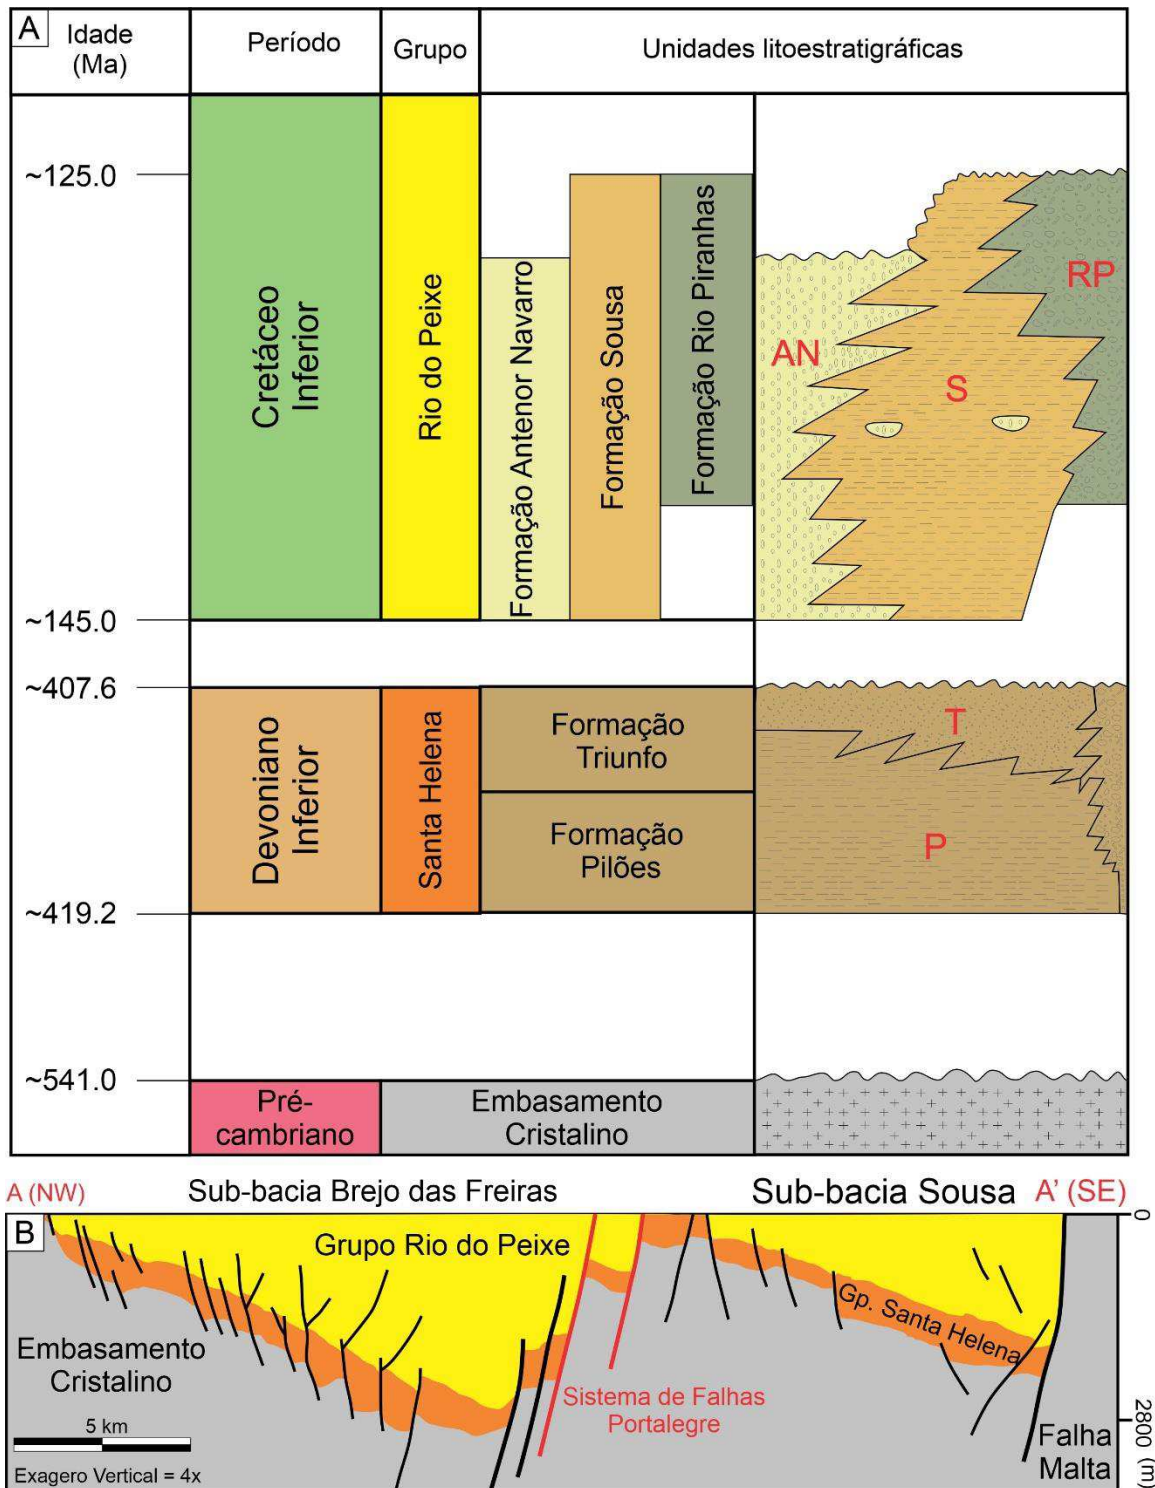 A
Idade
(Ma)
Período
Grupo
Unidades litoestratigráficas
~125.0
Cretáceo
Inferior
Rio do Peixe
Formação Antenor Navarro
Formação Sousa
Formação Rio Piranhas
AN
S
RP
~145.0
~407.6
Devoniano
Inferior
Santa Helena
Formação
Triunfo
Formação
Pilões
T
P
~419.2
~541.0
Pré-
cambriano
Embasamento
Cristalino
A (NW)
Sub-bacia Brejo das Freiras
Sub-bacia Sousa
A' (SE)
B
Grupo Rio do Peixe
Gp. Santa Helena
Embasamento
Cristalino
Sistema de Falhas
Portalegre
Falha
Malta
5 km
Exagero Vertical = 4x
0
2800 (m)